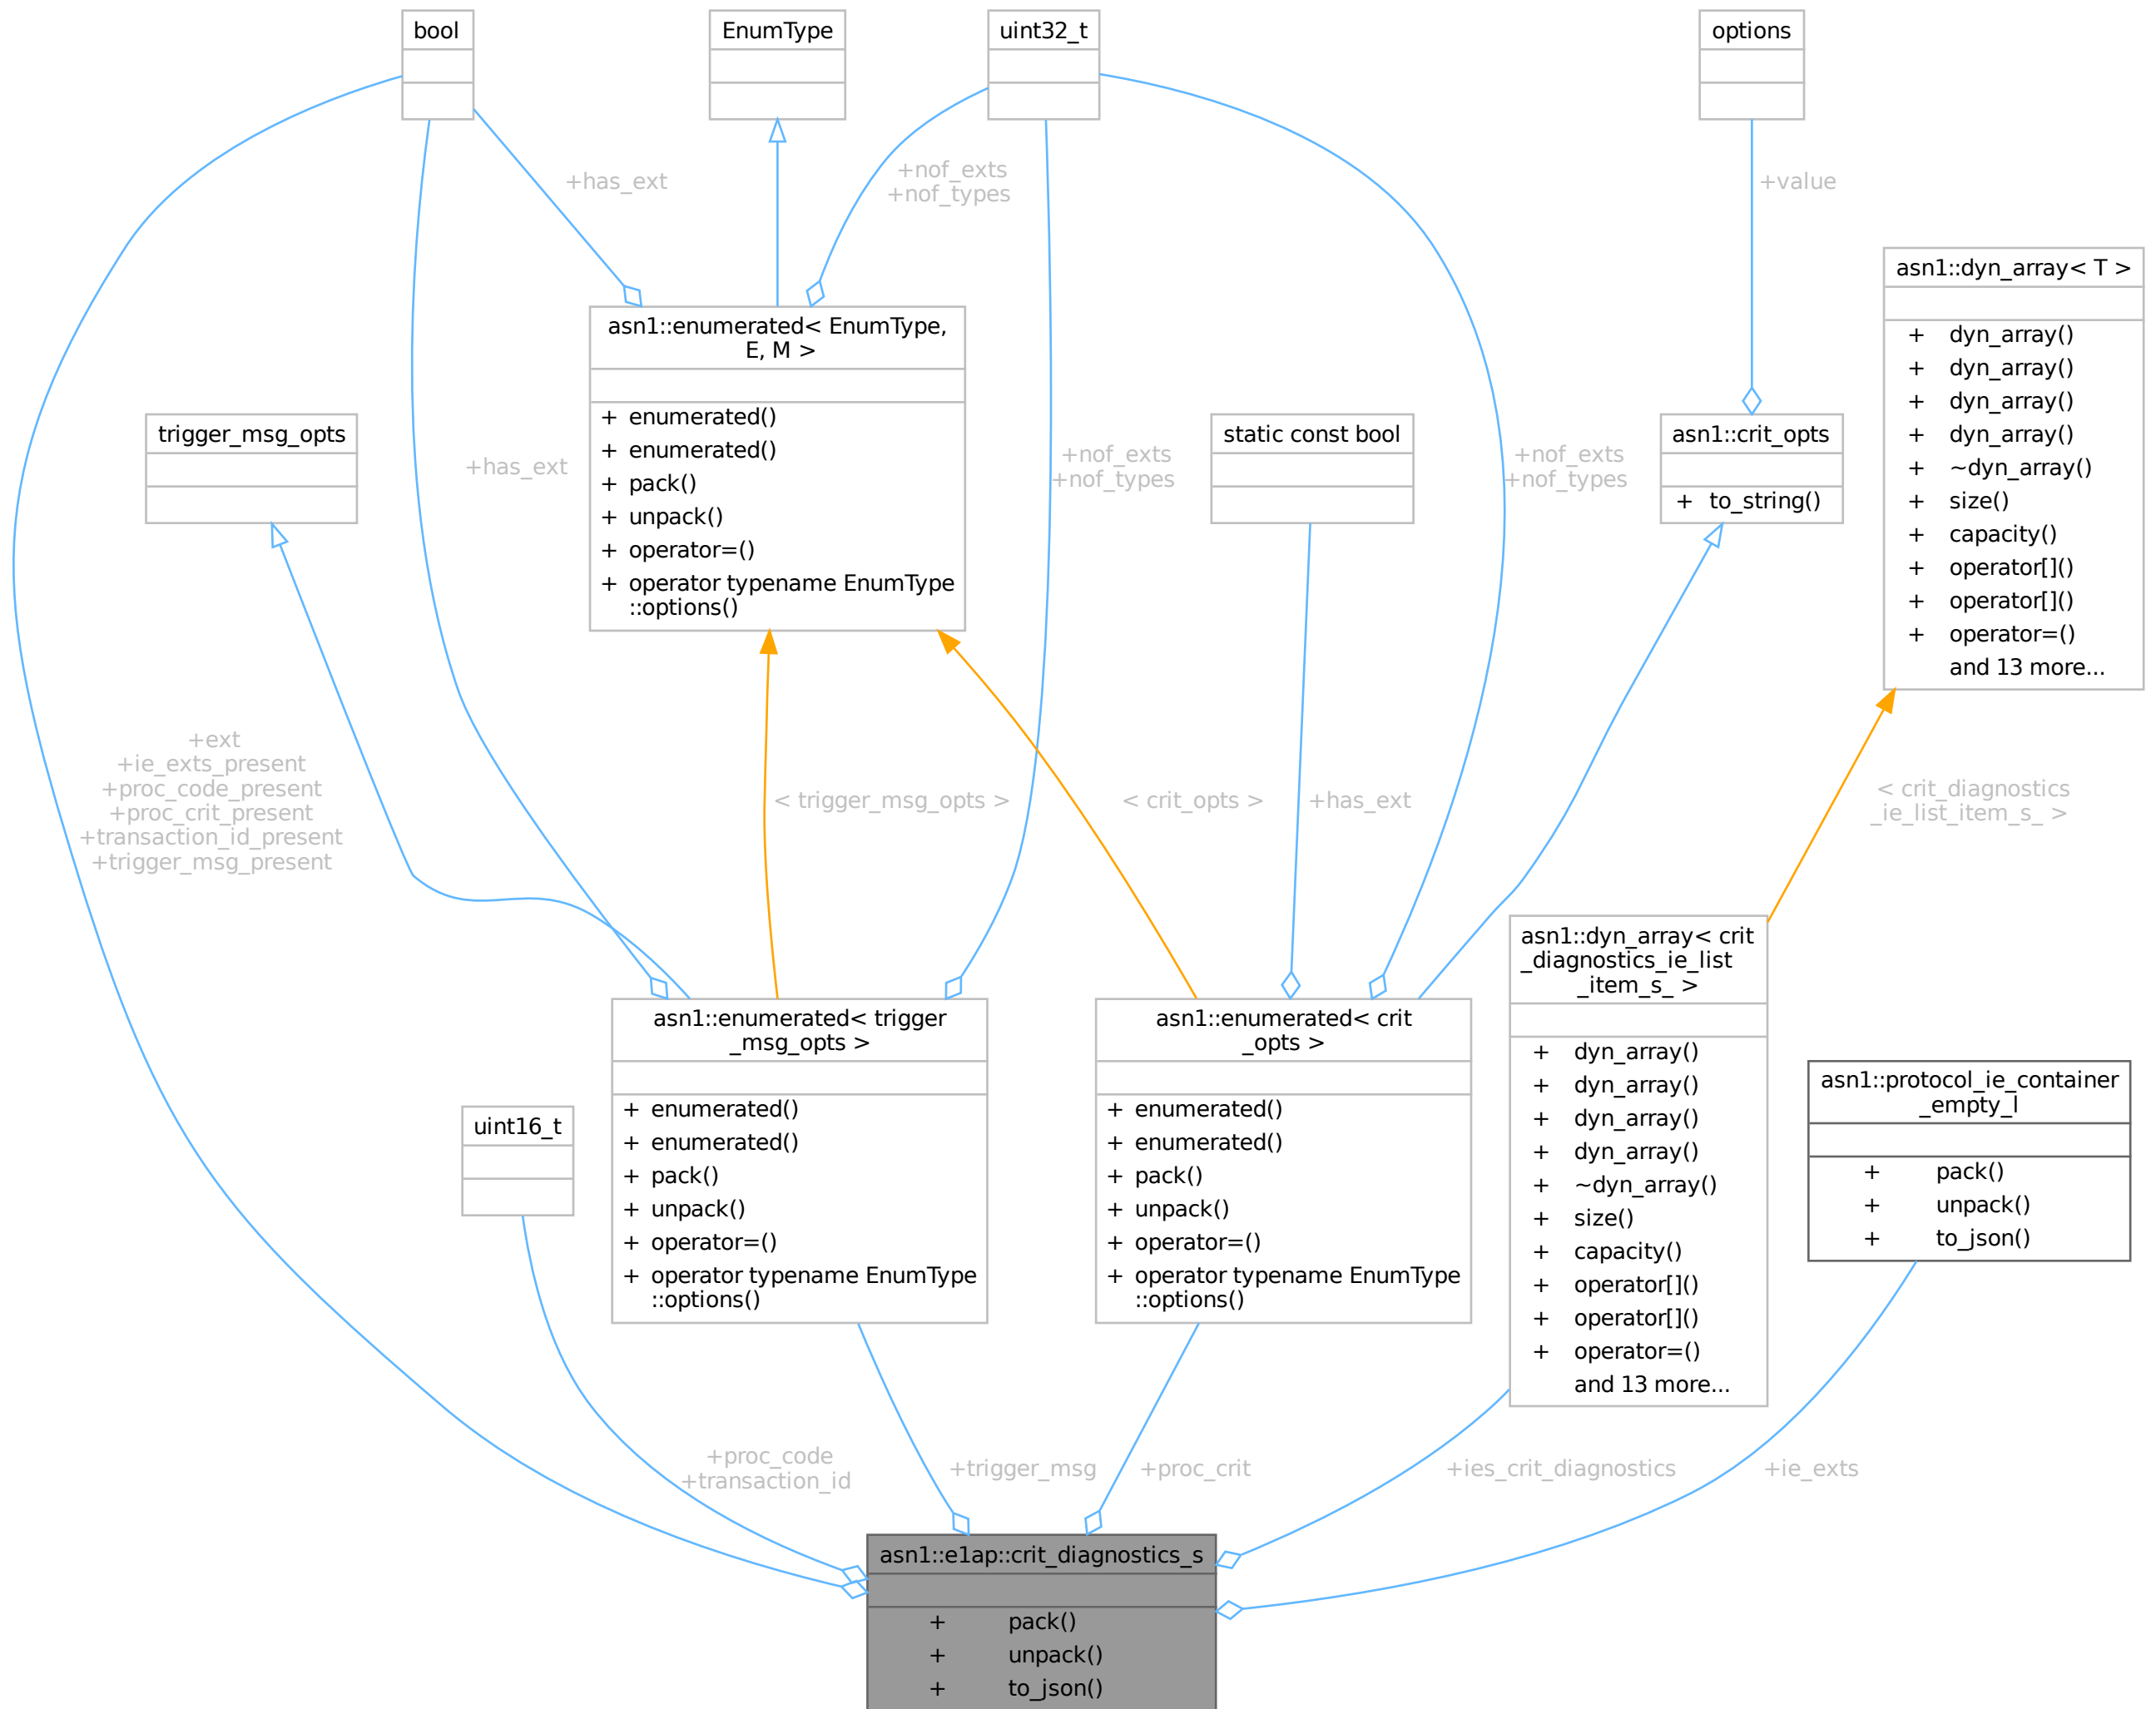 bool
EnumType
uint32_t
options
+has_ext
+nof_exts
+nof_types
+value
asn1::dyn_array< T >
+ dyn_array()
+ dyn_array()
+ dyn_array()
+ dyn_array()
+ ~dyn_array()
+ size()
+ capacity()
+ operator[]()
+ operator[]()
+ operator=()
and 13 more...
asn1::enumerated< EnumType,
E, M >
+ enumerated()
+ enumerated()
+ pack()
+ unpack()
+ operator=()
+ operator typename EnumType
::options()
trigger_msg_opts
+has_ext
+nof_exts
+nof_types
static const bool
+nof_exts
+nof_types
asn1::crit_opts
+ to_string()
+ext
+ie_exts_present
+proc_code_present
+proc_crit_present
+transaction_id_present
+trigger_msg_present
< trigger_msg_opts >
< crit_opts >
+has_ext
< crit_diagnostics
_ie_list_item_s_ >
asn1::enumerated< trigger
_msg_opts >
+ enumerated()
+ enumerated()
+ pack()
+ unpack()
+ operator=()
+ operator typename EnumType
::options()
asn1::enumerated< crit
_opts >
+ enumerated()
+ enumerated()
+ pack()
+ unpack()
+ operator=()
+ operator typename EnumType
::options()
asn1::dyn_array< crit
_diagnostics_ie_list
_item_s_ >
+ dyn_array()
+ dyn_array()
+ dyn_array()
+ dyn_array()
+ ~dyn_array()
+ size()
+ capacity()
+ operator[]()
+ operator[]()
+ operator=()
and 13 more...
asn1::protocol_ie_container
_empty_l
+ pack()
+ unpack()
+ to_json()
uint16_t
+proc_code
+transaction_id
+trigger_msg
+proc_crit
+ies_crit_diagnostics
+ie_exts
asn1::e1ap::crit_diagnostics_s
+ pack()
+ unpack()
+ to_json()